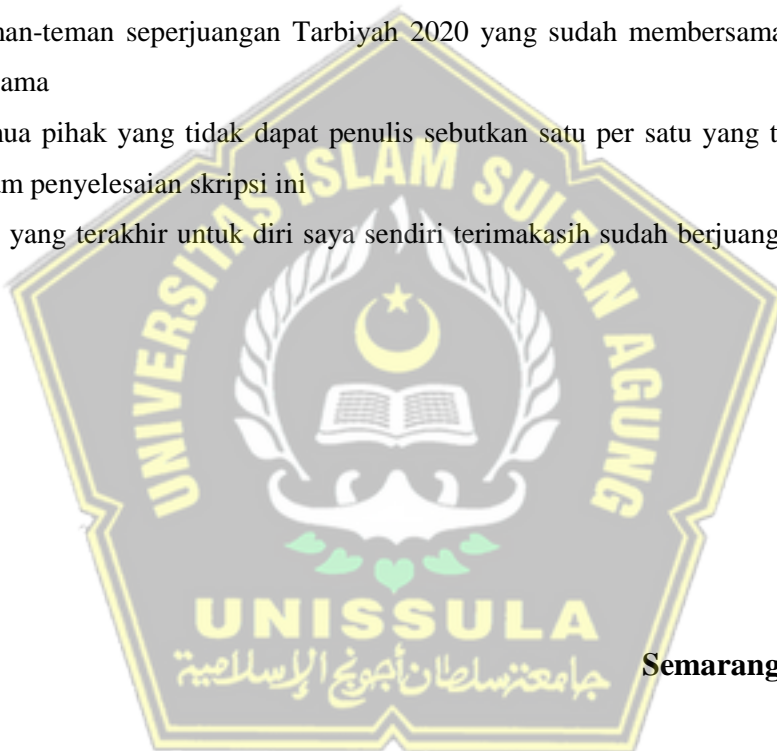 man-teman seperjuangan Tarbiyah 2020 yang sudah membersama
ama
ua pihak yang tidak dapat penulis sebutkan satu per satu yang t
m penyelesaian skripsi ini
yang terakhir untuk diri saya sendiri terimakasih sudah berjuang
UNIVERSITAS ISLAM SULTAN AGUNG
UNISSULA
جامعة سلطان أجونج الإسلامية
Semarang